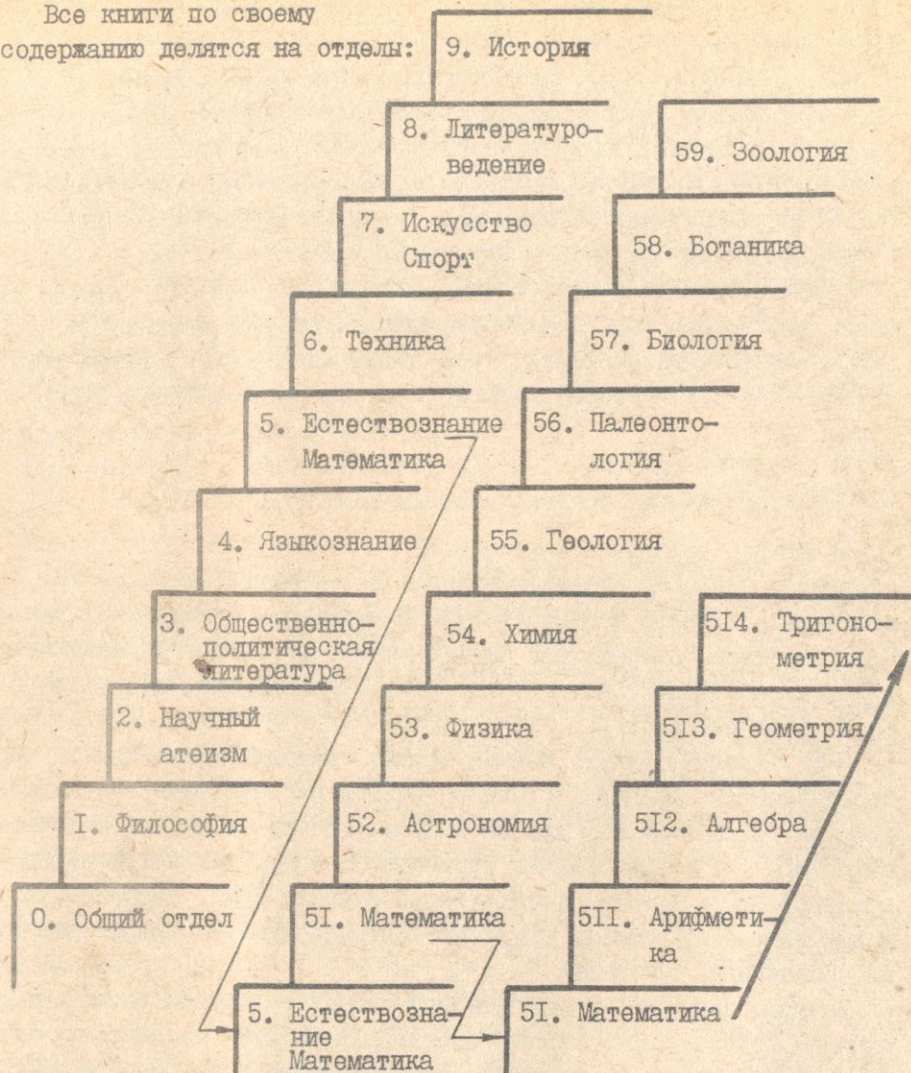 Все книги по своему
содержанию делятся на отделы:
9. История
8. Литературо-
ведение
7. Искусство
Спорт
6. Техника
5. Естествознание
Математика
4. Языкознание
3. Общественно-
политическая
литература
2. Научный
атеизм
I. Философия
0. Общий отдел
59. Зоология
58. Ботаника
57. Биология
56. Палеонто-
логия
55. Геология
54. Химия
53. Физика
52. Астрономия
5I. Математика
5. Естествозна-
ние
Математика
5I4. Тригоно-
метрия
5I3. Геометрия
5I2. Алгебра
5II. Арифмети-
ка
5I. Математика